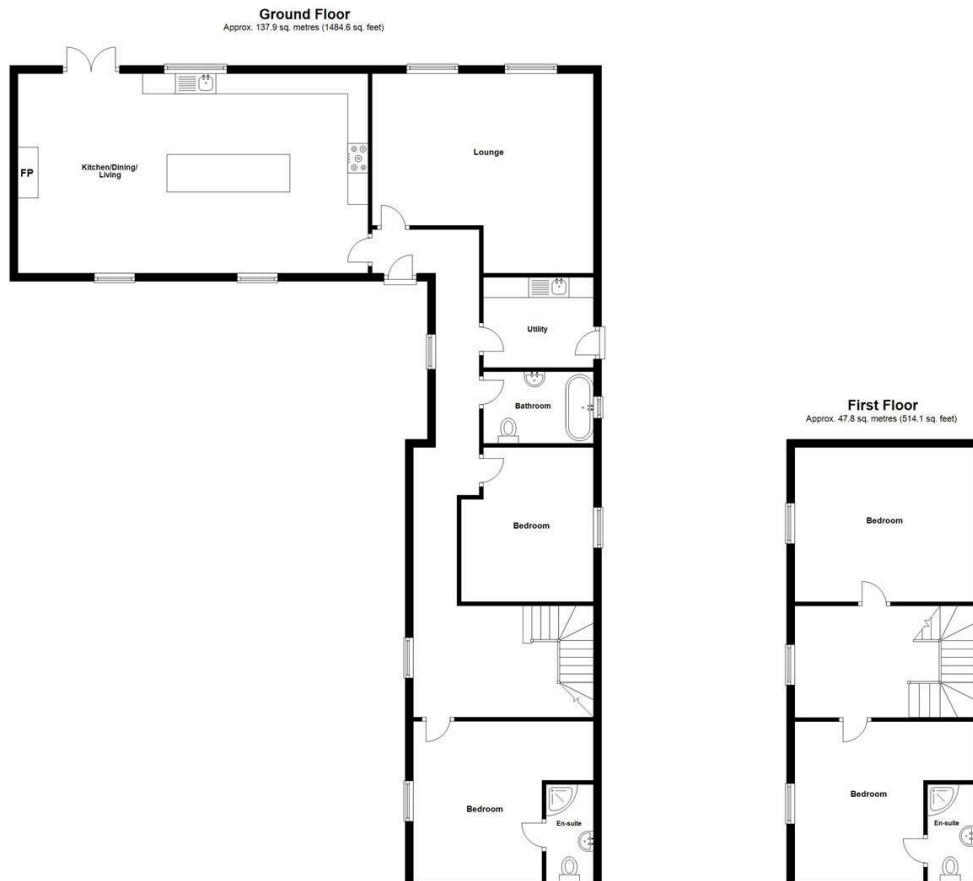 Ground Floor
Approx. 137.9 sq. metres (1484.6 sq. feet)
Kitchen/Dining/
Living
FP
Lounge
Utility
Bathroom
Bedroom
Bedroom
En-suite
First Floor
Approx. 47.8 sq. metres (514.1 sq. feet)
Bedroom
Bedroom
En-suite